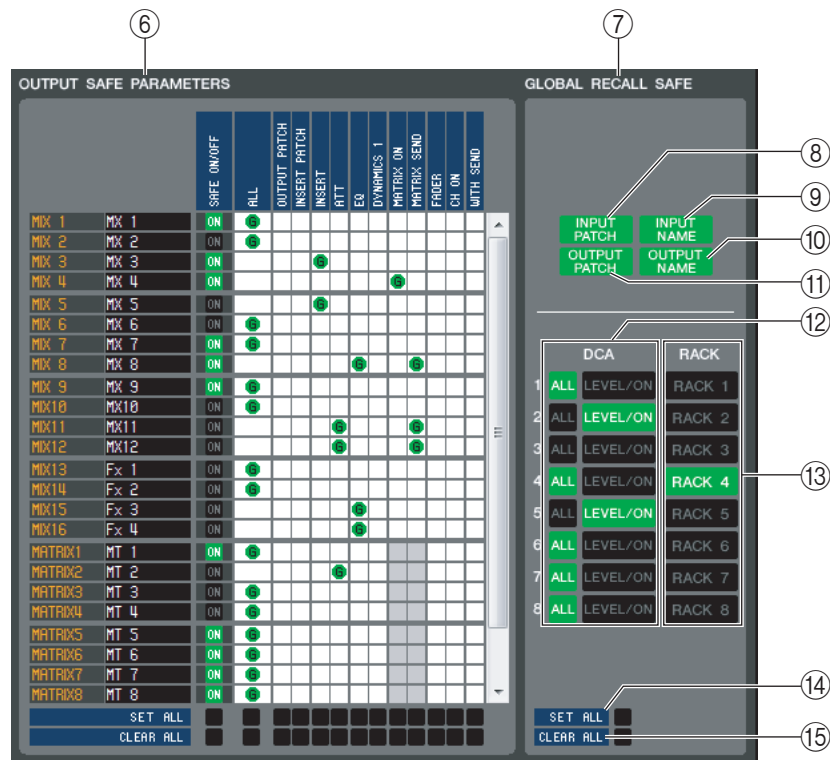 ⑥ ⑦
OUTPUT SAFE PARAMETERS
SAFE ON/OFF
ALL
OUTPUT PATCH
INSERT PATCH
INSERT
ATT
EQ
DYNAMICS 1
MATRIX ON
MATRIX SEND
FADER
CH ON
WITH SEND
MIX 1 MX 1 ON G
MIX 2 MX 2 ON G
MIX 3 MX 3 ON G
MIX 4 MX 4 ON G
MIX 5 MX 5 ON G
MIX 6 MX 6 ON G
MIX 7 MX 7 ON G
MIX 8 MX 8 ON G G
MIX 9 MX 9 ON G
MIX10 MX10 ON G
MIX11 MX11 ON G G
MIX12 MX12 ON G G
MIX13 Fx 1 ON G
MIX14 Fx 2 ON G
MIX15 Fx 3 ON G
MIX16 Fx 4 ON G
MATRIX1 MT 1 ON G
MATRIX2 MT 2 ON G
MATRIX3 MT 3 ON G
MATRIX4 MT 4 ON G
MATRIX5 MT 5 ON G
MATRIX6 MT 6 ON G
MATRIX7 MT 7 ON G
MATRIX8 MT 8 ON G
SET ALL
CLEAR ALL
GLOBAL RECALL SAFE
⑧
⑨
INPUT PATCH INPUT NAME
⑩
OUTPUT PATCH OUTPUT NAME
⑪
⑫
DCA RACK
1 ALL LEVEL/ON RACK 1
2 ALL LEVEL/ON RACK 2
3 ALL LEVEL/ON RACK 3
4 ALL LEVEL/ON RACK 4
⑬
5 ALL LEVEL/ON RACK 5
6 ALL LEVEL/ON RACK 6
7 ALL LEVEL/ON RACK 7
8 ALL LEVEL/ON RACK 8
⑭
SET ALL
CLEAR ALL
⑮